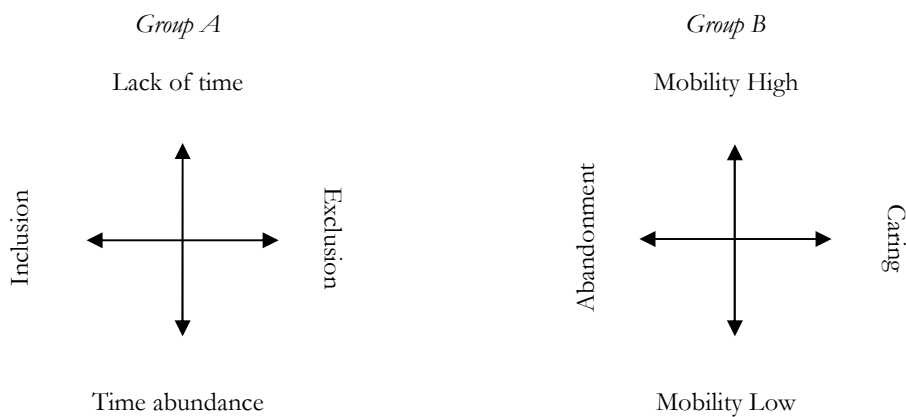 Group A
Lack of time
Inclusion
Exclusion
Time abundance
Group B
Mobility High
Abandonment
Caring
Mobility Low